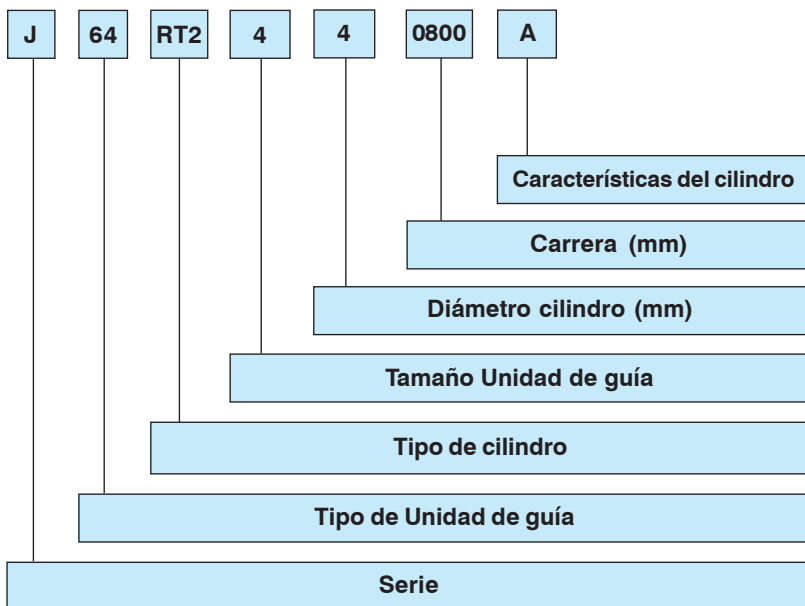 J 64 RT2 4 4 0800 A
Características del cilindro
Carrera (mm)
Diámetro cilindro (mm)
Tamaño Unidad de guía
Tipo de cilindro
Tipo de Unidad de guía
Serie